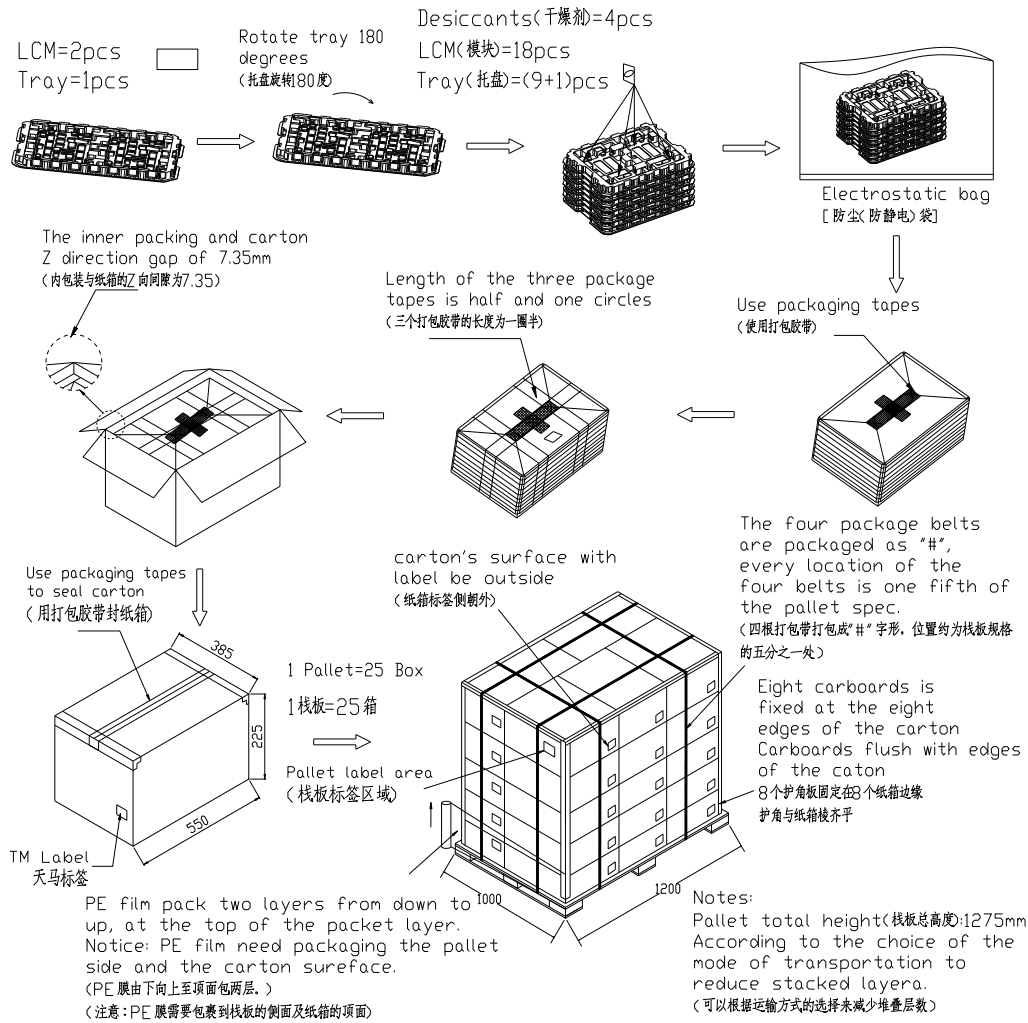 LCM=2pcs
Tray=1pcs
Rotate tray 180
degrees
(托盘旋转180度)
Desiccants(干燥剂)=4pcs
LCM(模块)=18pcs
Tray(托盘)=(9+1)pcs
Electrostatic bag
[防尘(防静电)袋]
The inner packing and carton
Z direction gap of 7.35mm
(内包装与纸箱的Z向间隙为7.35)
Length of the three package
tapes is half and one circles
(三个打包胶带的长度为一圈半)
Use packaging tapes
(使用打包胶带)
Use packaging tapes
to seal carton
(用打包胶带封纸箱)
385
225
550
TM Label
天马标签
1 Pallet=25 Box
1栈板=25箱
Pallet label area
(栈板标签区域)
carton's surface with
label be outside
(纸箱标签侧朝外)
The four package belts
are packaged as "#",
every location of the
four belts is one fifth of
the pallet spec.
(四根打包带打包成"#"字形，位置约为栈板规格
的五分之一处)
Eight carboards is
fixed at the eight
edges of the carton
Carboards flush with edges
of the caton
8个护角板固定在8个纸箱边缘
护角与纸箱棱齐平
1000
1200
PE film pack two layers from down to
up, at the top of the packet layer.
Notice: PE film need packaging the pallet
side and the carton sureface.
(PE膜由下向上至顶面包两层。)
(注意：PE膜需要包裹到栈板的侧面及纸箱的顶面)
Notes:
Pallet total height(栈板总高度):1275mm
According to the choice of the
mode of transportation to
reduce stacked layera.
(可以根据运输方式的选择来减少堆叠层数)